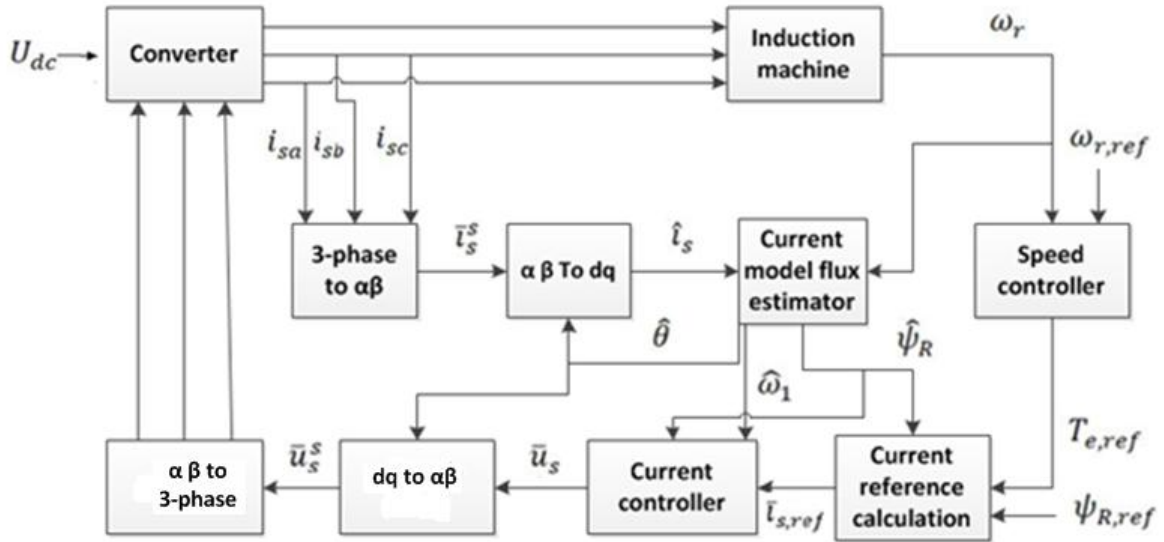 U_dc
Converter
Induction
machine
ω_r
i_sa
i_sb
i_sc
ω_r,ref
3-phase
to αβ
ī_s^s
α β To dq
î_s
Current
model flux
estimator
Speed
controller
θ̂
ψ̂_R
ω̂_1
T_e,ref
α β to
3-phase
ū_s^s
dq to αβ
ū_s
Current
controller
ī_s,ref
Current
reference
calculation
ψ_R,ref